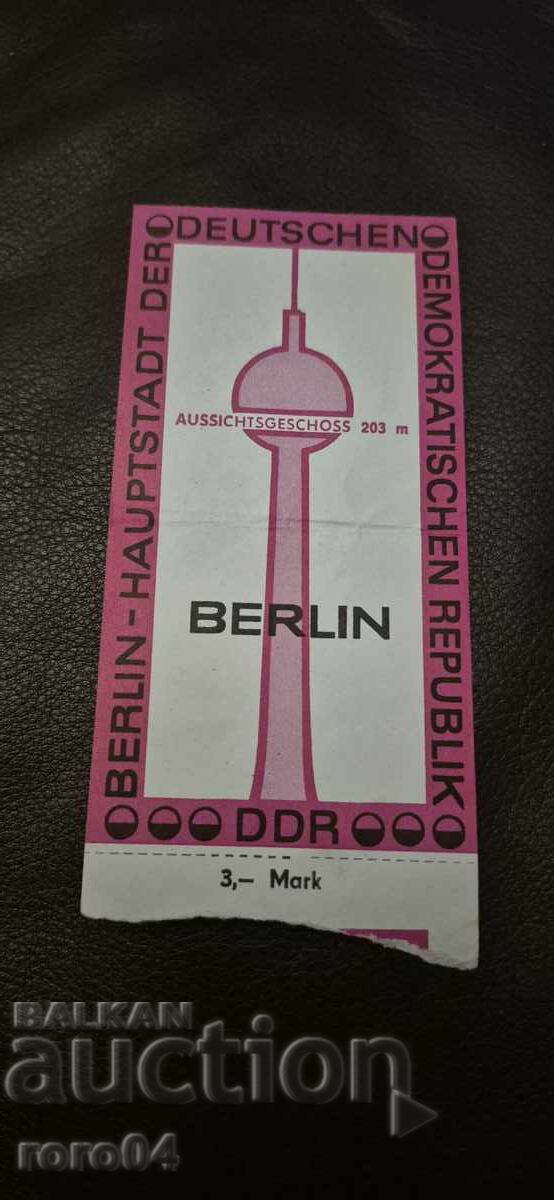 BERLIN - HAUPTSTADT DER
DEUTSCHEN
DEMOKRATISCHEN REPUBLIK
AUSSICHTSGESCHOSS 203 m
BERLIN
DDR
3,— Mark
BALKAN
auction
roro04